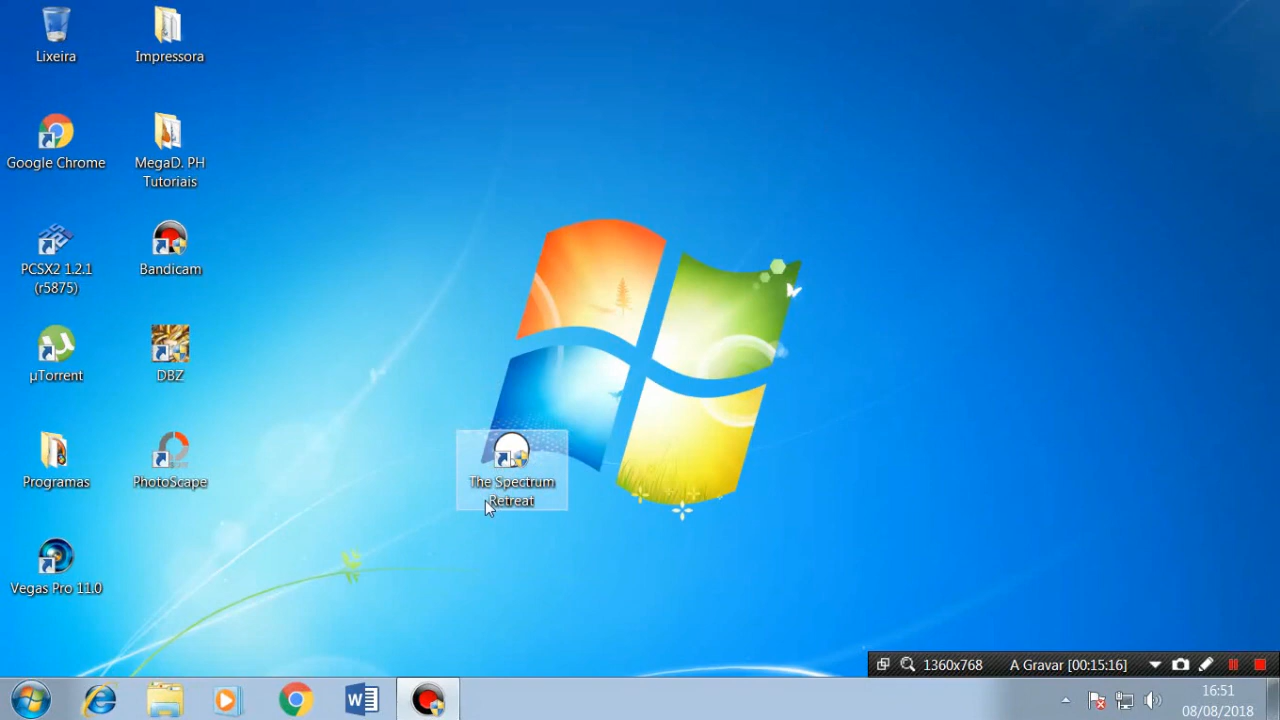 Lixeira
Impressora
Google Chrome
MegaD. PH
Tutoriais
PCSX2 1.2.1
(r5875)
Bandicam
µTorrent
DBZ
Programas
PhotoScape
The Spectrum
Retreat
Vegas Pro 11.0
1360x768
A Gravar [00:15:16]
16:51
08/08/2018